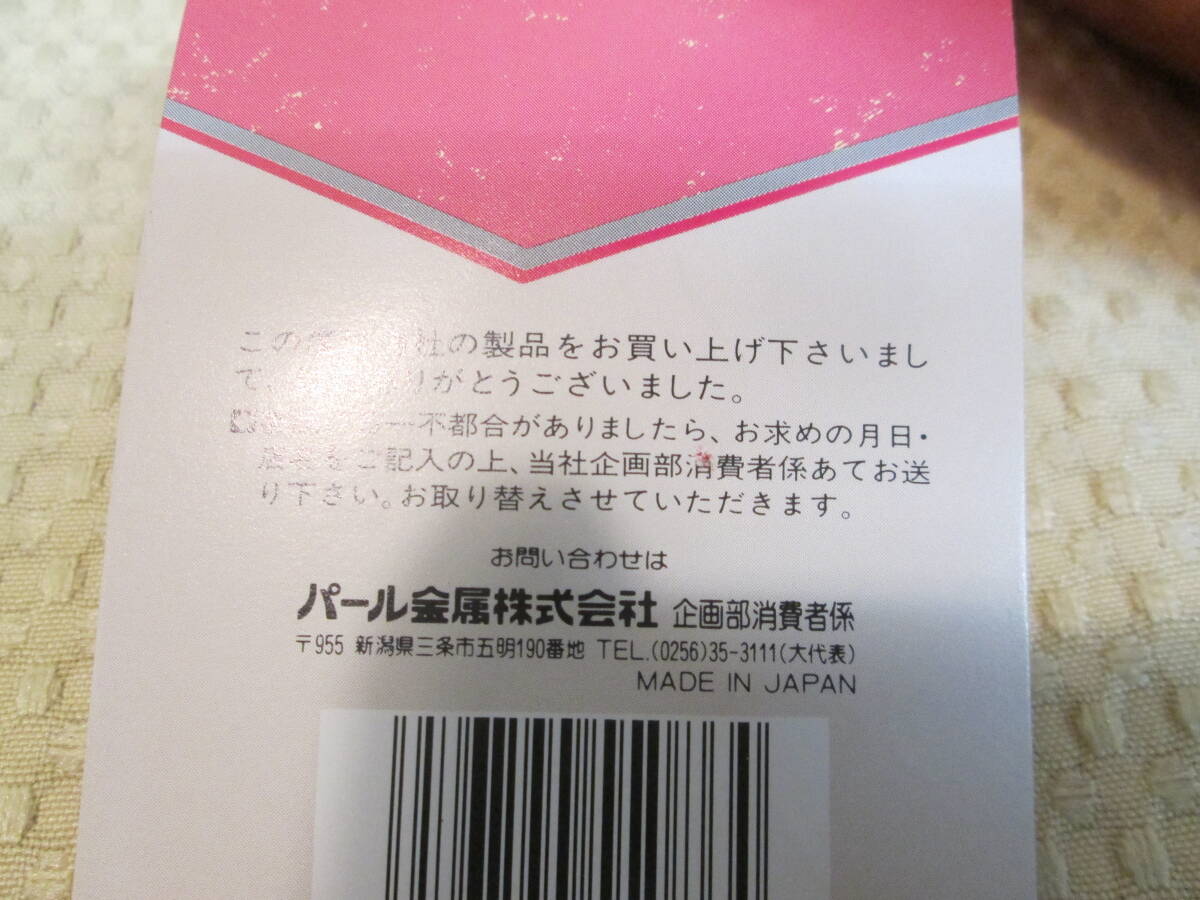 この 社の製品をお買い上げ下さいまし
て、 りがとうございました。
一不都合がありましたら、お求めの月日・
をご記入の上、当社企画部消費者係あてお送
り下さい。お取り替えさせていただきます。
お問い合わせは
パール金属株式会社 企画部消費者係
〒955 新潟県三条市五明190番地 TEL.(0256)35-3111(大代表)
MADE IN JAPAN